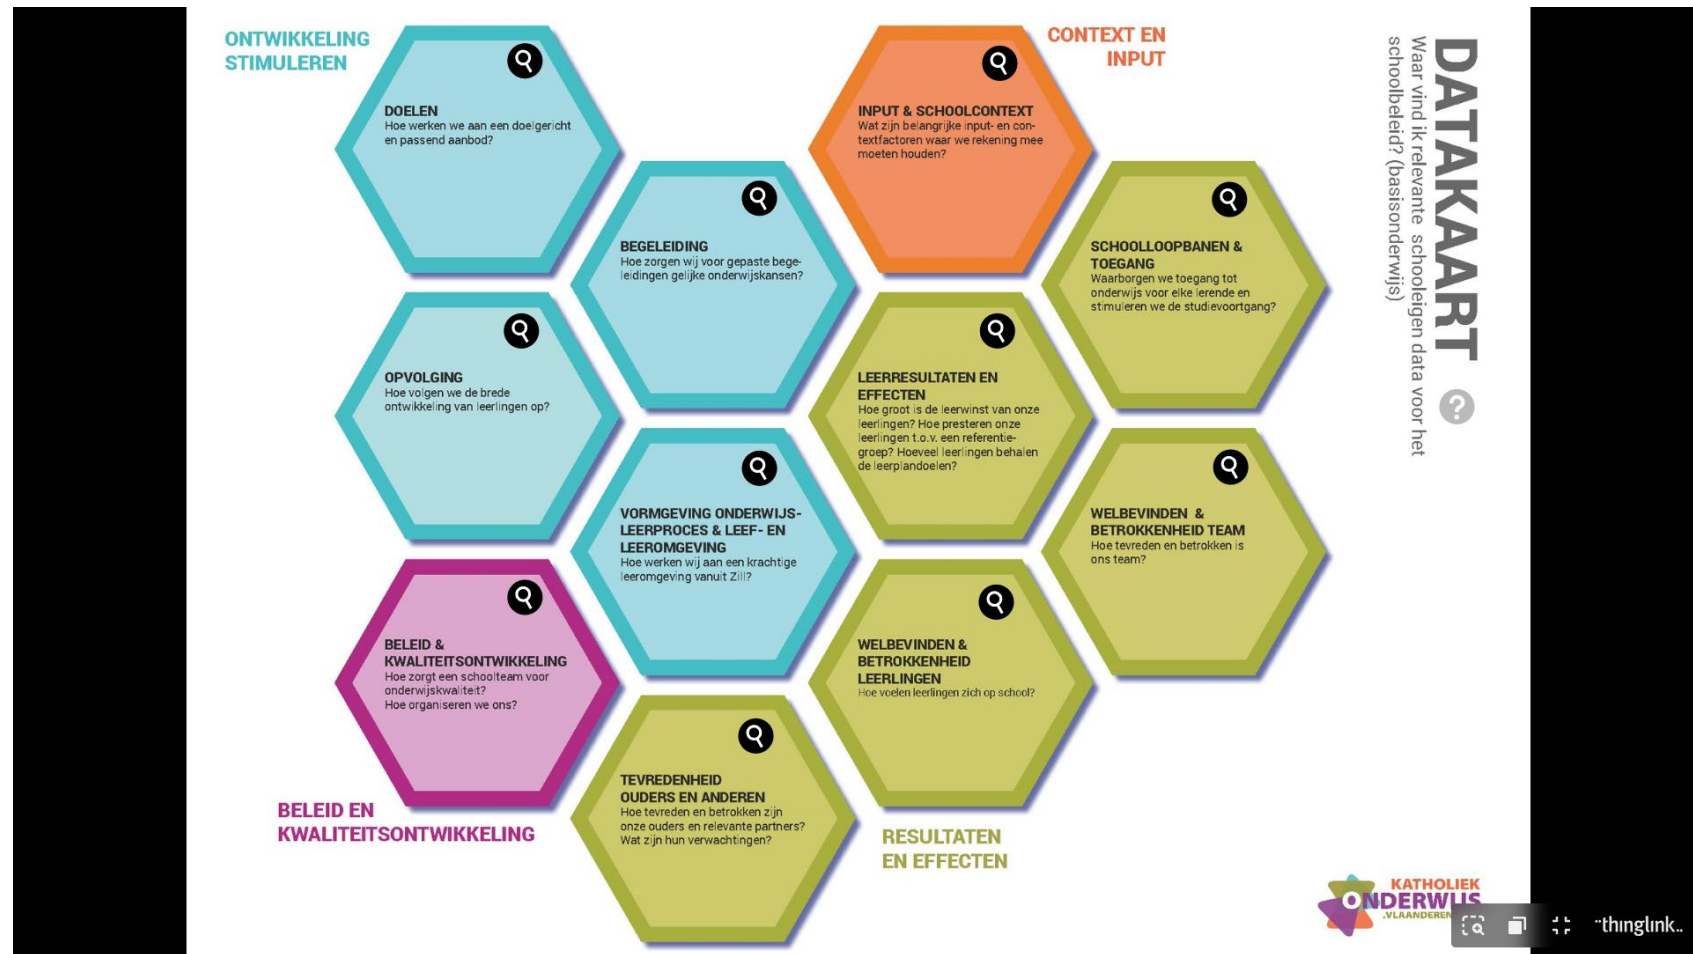 ONTWIKKELING
STIMULEREN
DOELEN
Hoe werken we aan een doelgericht
en passend aanbod?
CONTEXT EN
INPUT
INPUT & SCHOOLCONTEXT
Wat zijn belangrijke input- en con-
textfactoren waar we rekening mee
moeten houden?
BEGELEIDING
Hoe zorgen wij voor gepaste bege-
leidingen gelijke onderwijskansen?
SCHOOLLOOPBANEN &
TOEGANG
Waarborgen we toegang tot
onderwijs voor elke lerende en
stimuleren we de studievoortgang?
OPVOLGING
Hoe volgen we de brede
ontwikkeling van leerlingen op?
LEERRESULTATEN EN
EFFECTEN
Hoe groot is de leerwinst van onze
leerlingen? Hoe presteren onze
leerlingen t.o.v. een referentie-
groep? Hoeveel leerlingen behalen
de leerplandoelen?
VORMGEVING ONDERWIJS-
LEERPROCES & LEEF- EN
LEEROMGEVING
Hoe werken wij aan een krachtige
leeromgeving vanuit Zill?
WELBEVINDEN &
BETROKKENHEID TEAM
Hoe tevreden en betrokken is
ons team?
BELEID &
KWALITEITSONTWIKKELING
Hoe zorgt een schoolteam voor
onderwijskwaliteit?
Hoe organiseren we ons?
WELBEVINDEN &
BETROKKENHEID
LEERLINGEN
Hoe voelen leerlingen zich op school?
TEVREDENHEID
OUDERS EN ANDEREN
Hoe tevreden en betrokken zijn
onze ouders en relevante partners?
Wat zijn hun verwachtingen?
BELEID EN
KWALITEITSONTWIKKELING
RESULTATEN
EN EFFECTEN
DATAKAART ?
Waar vind ik relevante schooleigen data voor het
schoolbeleid? (basisonderwijs)
KATHOLIEK
ONDERWIJS
.VLAANDEREN
¨thinglink..